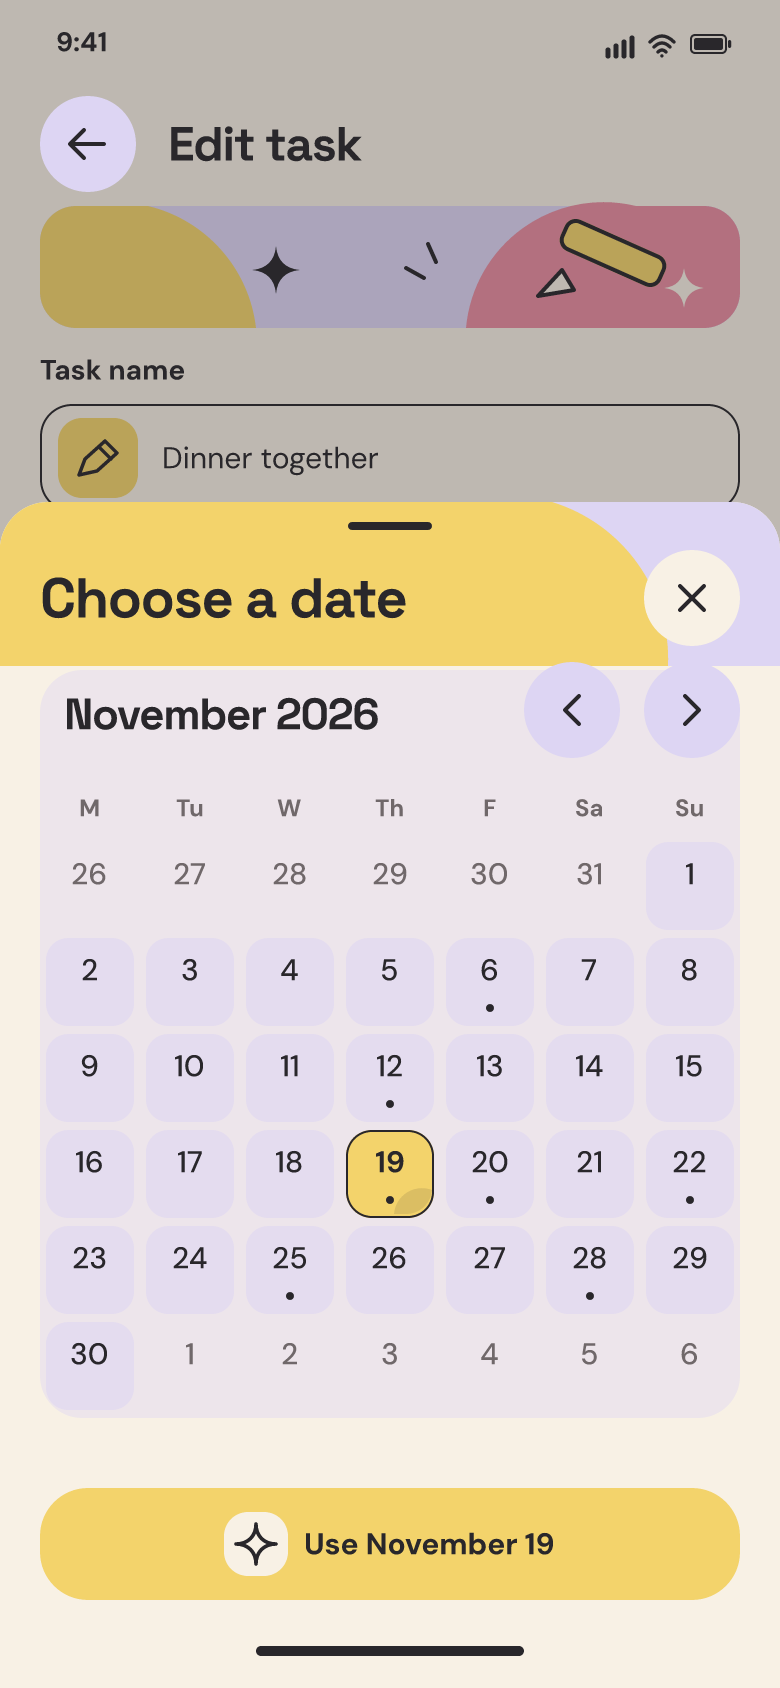 9:41
Edit task
Task name
Dinner together
Choose a date
November 2026
M Tu W Th F Sa Su
26 27 28 29 30 31 1
2 3 4 5 6 7 8
9 10 11 12 13 14 15
16 17 18 19 20 21 22
23 24 25 26 27 28 29
30 1 2 3 4 5 6
Use November 19